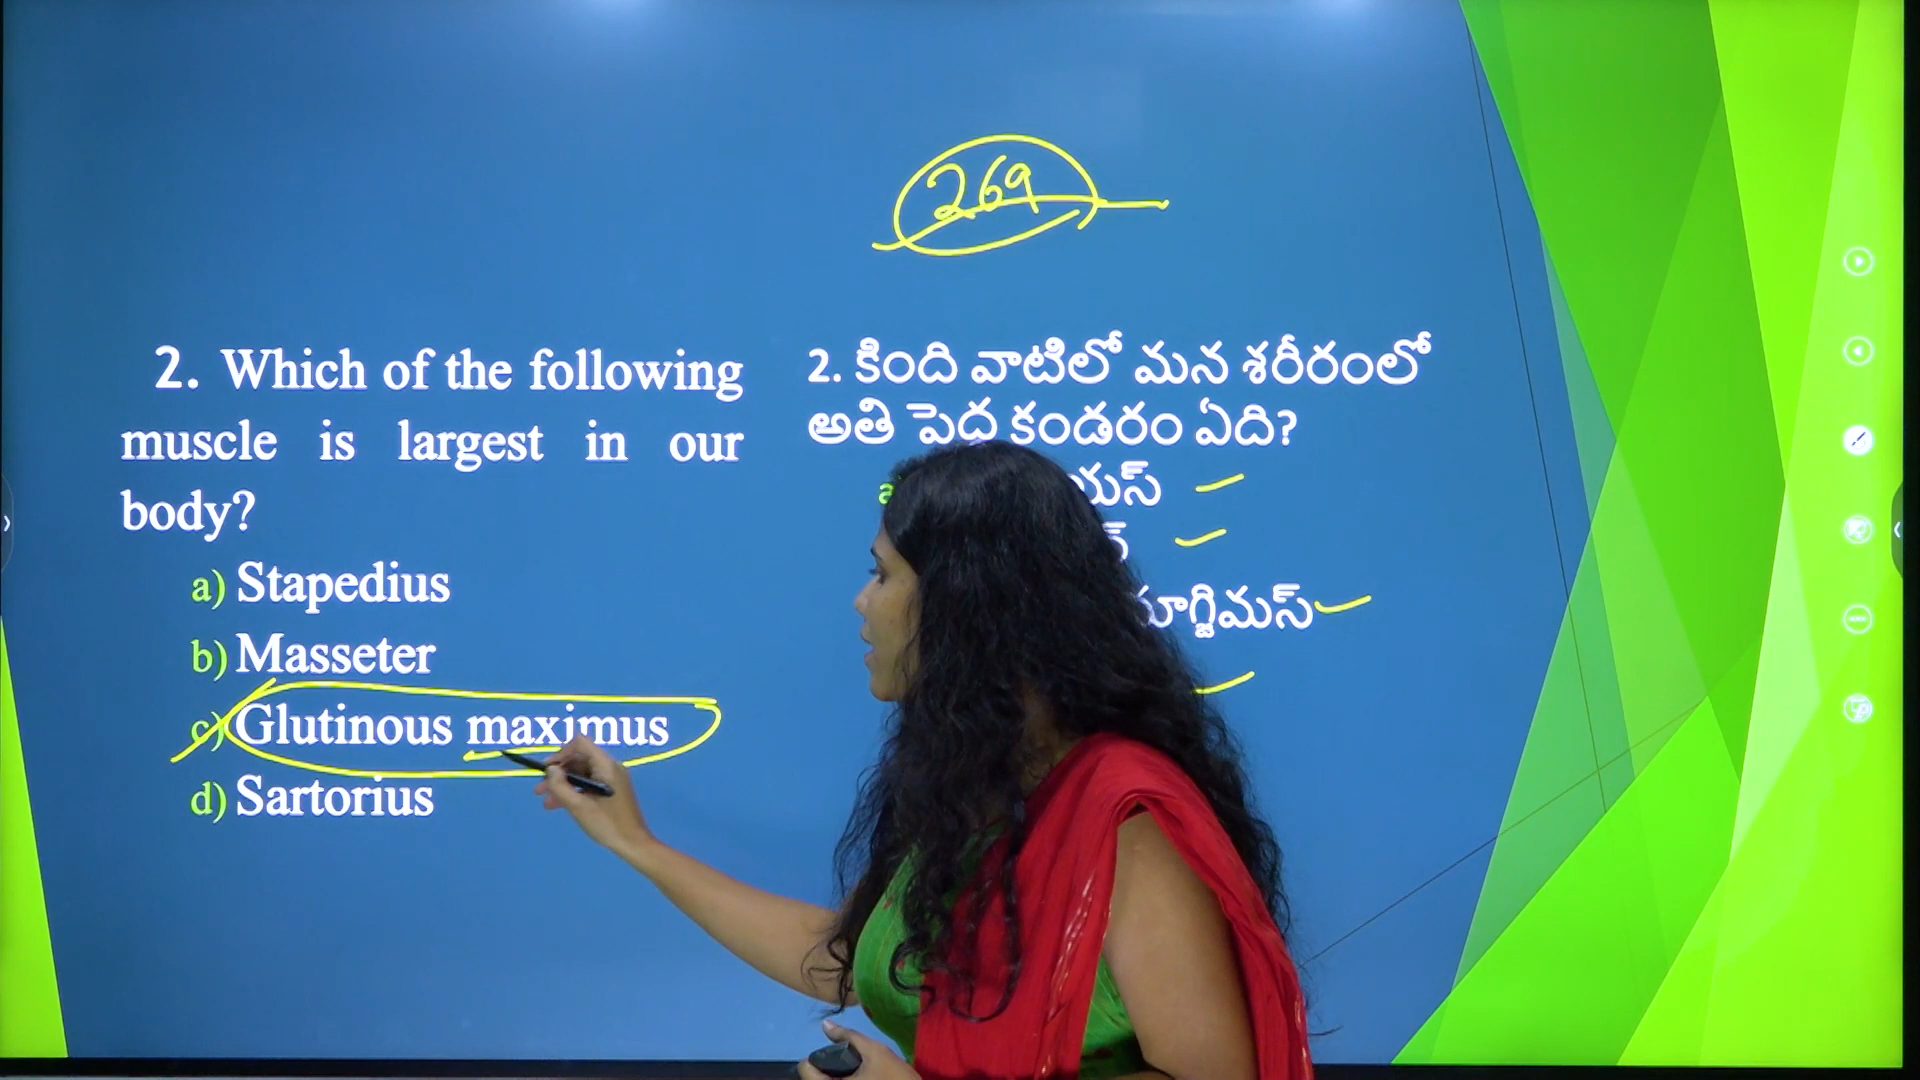 269
2. Which of the following
muscle is largest in our
body?
a) Stapedius
b) Masseter
c) Glutinous maximus
d) Sartorius
2. కింది వాటిలో మన శరీరంలో
అతి పెద్ద కండరం ఏది?